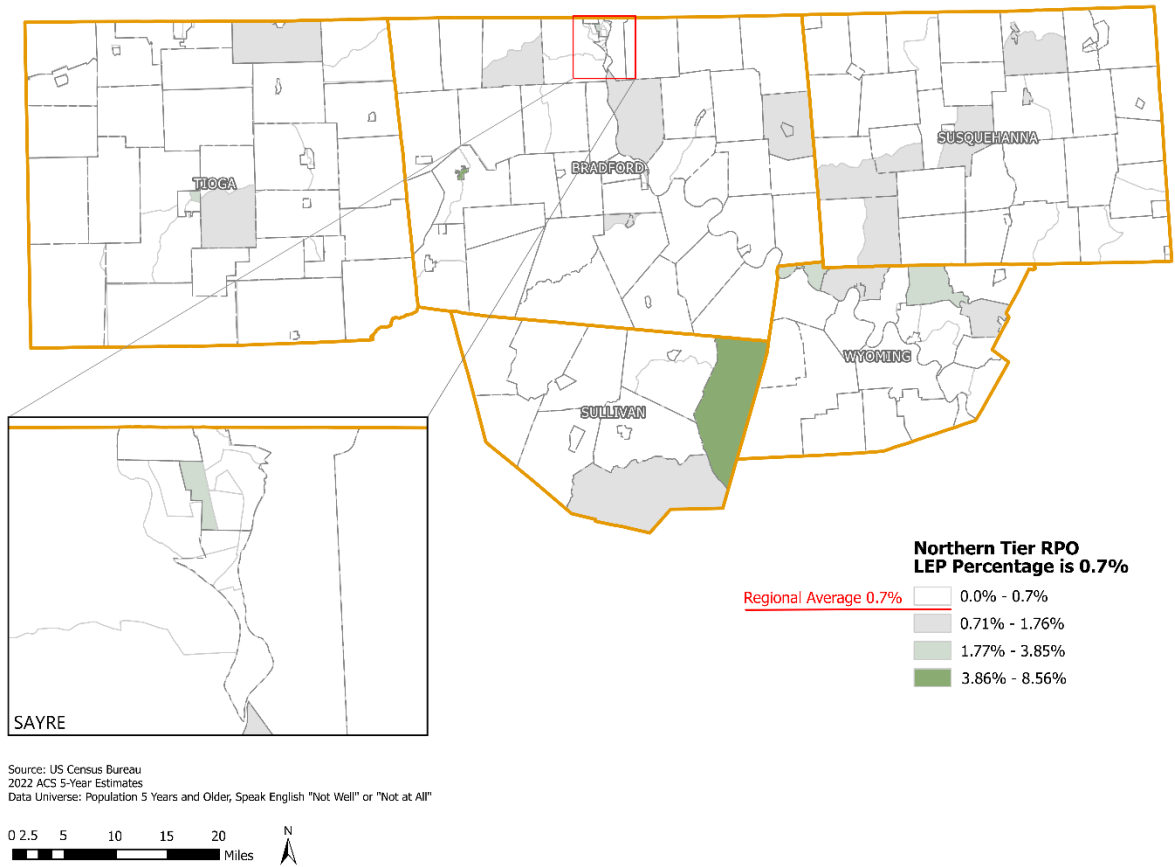 TIOGA
BRADFORD
SUSQUEHANNA
WYOMING
SULLIVAN
SAYRE
Northern Tier RPO
LEP Percentage is 0.7%
Regional Average 0.7%
0.0% - 0.7%
0.71% - 1.76%
1.77% - 3.85%
3.86% - 8.56%
Source: US Census Bureau
2022 ACS 5-Year Estimates
Data Universe: Population 5 Years and Older, Speak English "Not Well" or "Not at All"
0 2.5 5 10 15 20
Miles
N